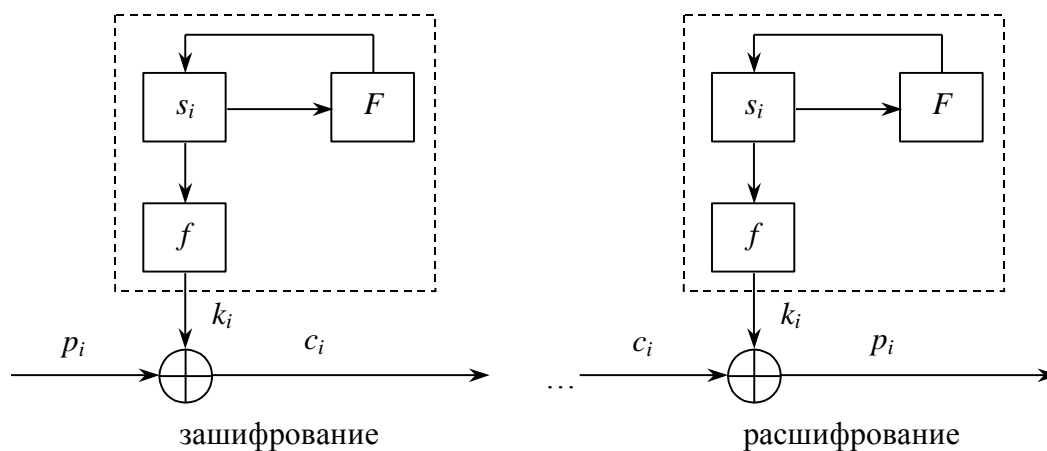 s_i F
f
k_i
p_i c_i
зашифрование
s_i F
f
k_i
… c_i p_i
расшифрование